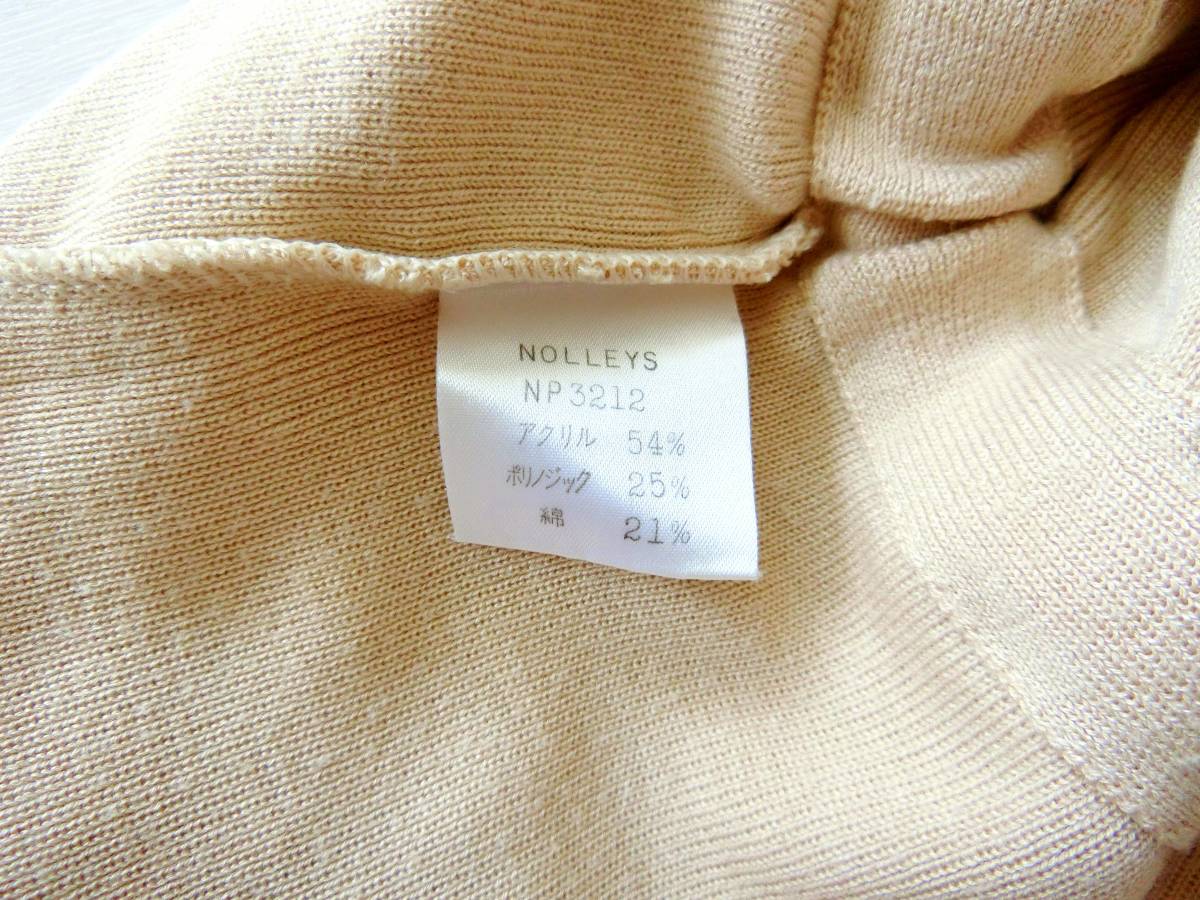 NOLLEYS
NP3212
アクリル 54%
ポリノジック 25%
綿 21%